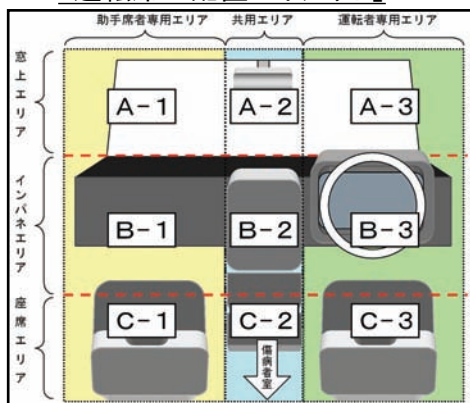 助手席者専用エリア
共用エリア
運転者専用エリア
窓上エリア
A-1
A-2
A-3
インパネエリア
B-1
B-2
B-3
座席エリア
C-1
C-2
C-3
傷病者室